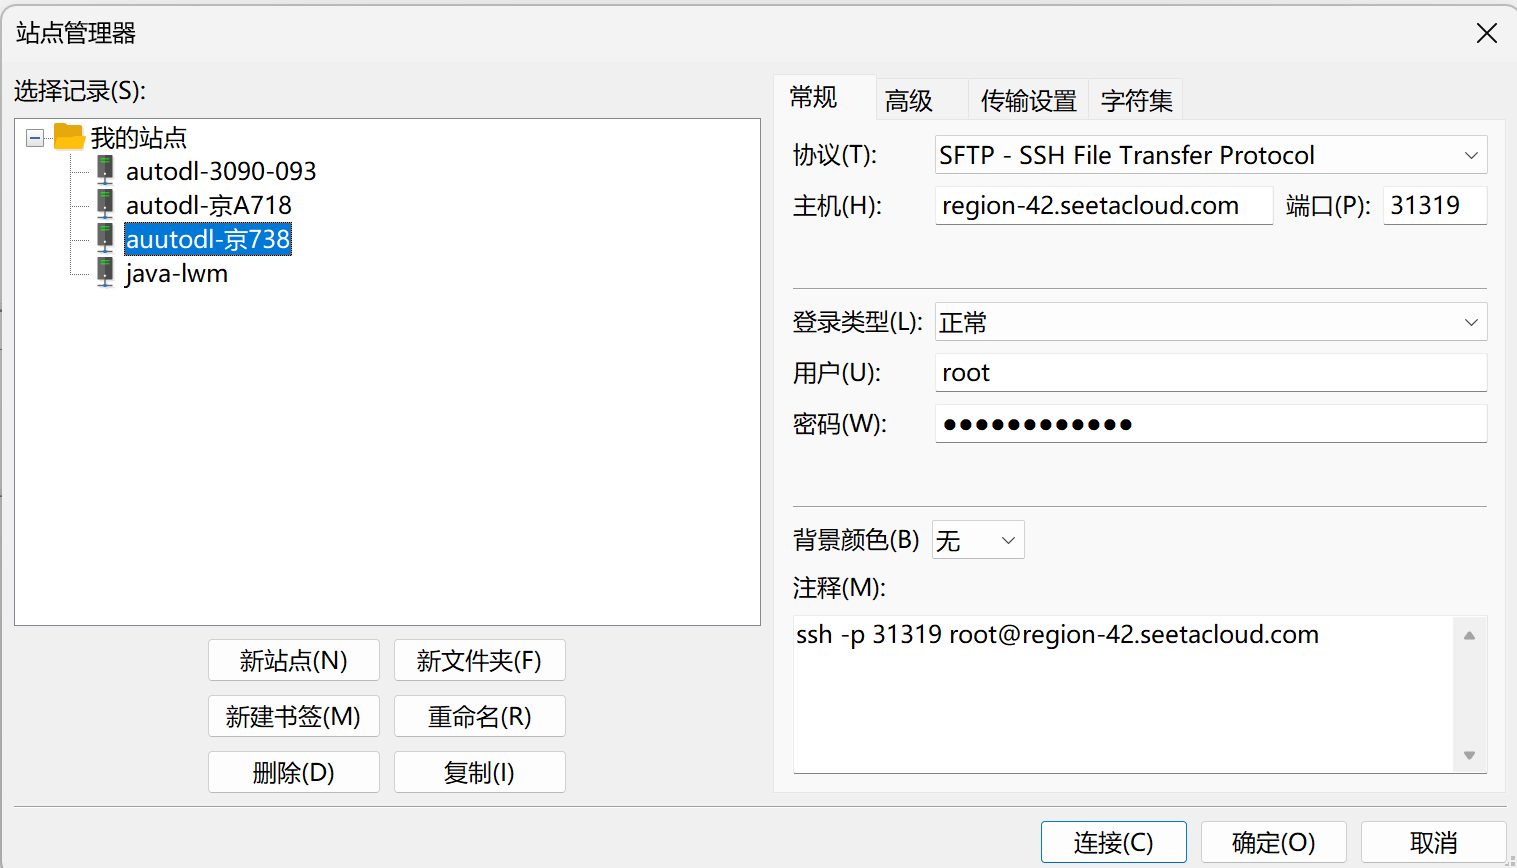 站点管理器
选择记录(S):
我的站点
autodl-3090-093
autodl-京A718
auutodl-京738
java-lwm
新站点(N) 新文件夹(F)
新建书签(M) 重命名(R)
删除(D) 复制(I)
常规 高级 传输设置 字符集
协议(T): SFTP - SSH File Transfer Protocol
主机(H): region-42.seetacloud.com 端口(P): 31319
登录类型(L): 正常
用户(U): root
密码(W): ●●●●●●●●●●●●
背景颜色(B) 无
注释(M):
ssh -p 31319 root@region-42.seetacloud.com
连接(C) 确定(O) 取消